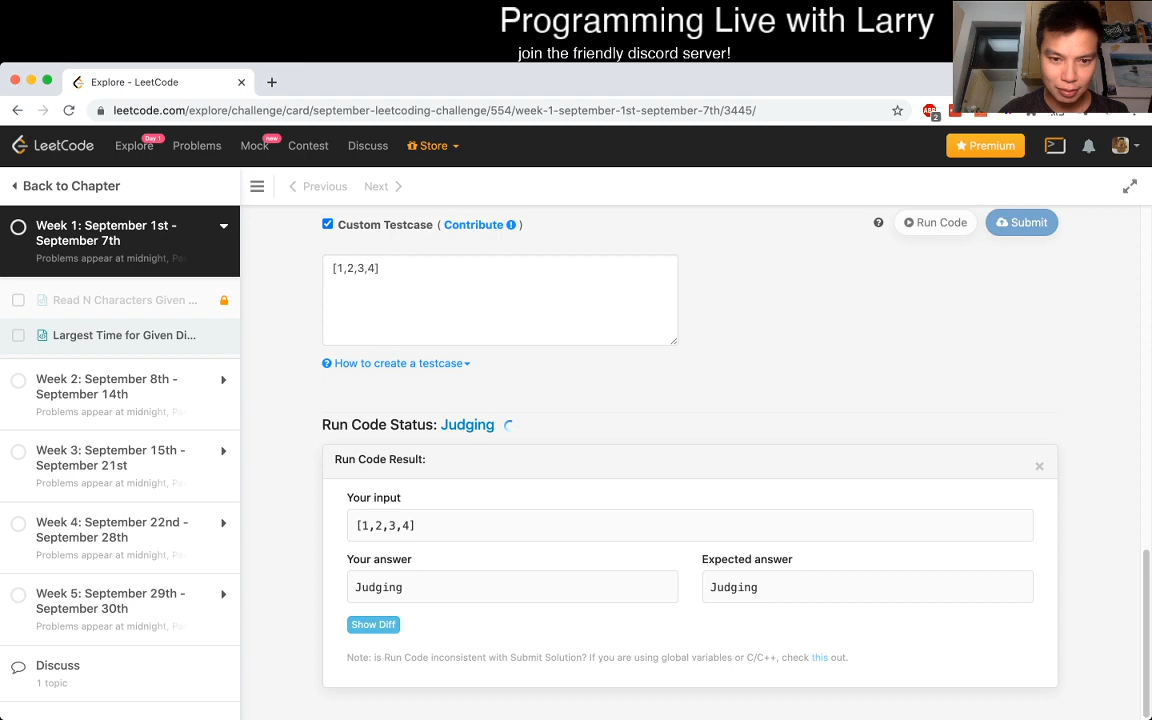 Programming Live with Larry
join the friendly discord server!
Explore - LeetCode
leetcode.com/explore/challenge/card/september-leetcoding-challenge/554/week-1-september-1st-september-7th/3445/
ABP
2
LeetCode
Explore
Day 1
Problems
Mock
new
Contest
Discuss
Store
Premium
Back to Chapter
Previous
Next
Week 1: September 1st -
September 7th
Problems appear at midnight,
Read N Characters Given ...
Largest Time for Given Di...
Week 2: September 8th -
September 14th
Problems appear at midnight,
Week 3: September 15th -
September 21st
Problems appear at midnight,
Week 4: September 22nd -
September 28th
Problems appear at midnight,
Week 5: September 29th -
September 30th
Problems appear at midnight,
Discuss
1 topic
Custom Testcase ( Contribute )
Run Code
Submit
[1,2,3,4]
How to create a testcase
Run Code Status: Judging
Run Code Result:
Your input
[1,2,3,4]
Your answer
Expected answer
Judging
Judging
Show Diff
Note: is Run Code inconsistent with Submit Solution? If you are using global variables or C/C++, check this out.